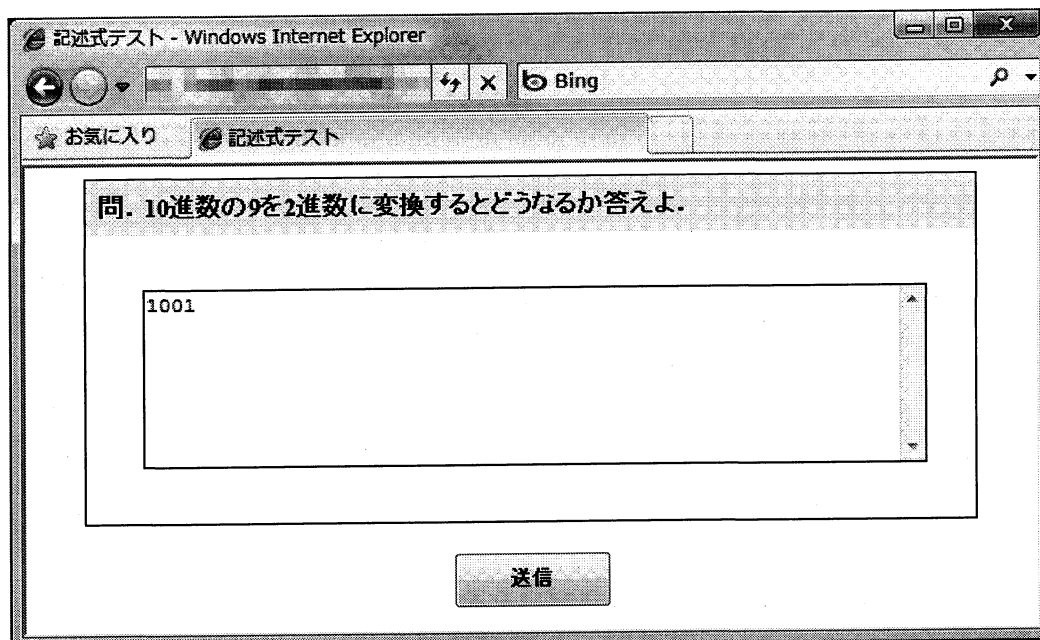 記述式テスト - Windows Internet Explorer
Bing
お気に入り 記述式テスト
問. 10進数の9を2進数に変換するとどうなるか答えよ.
1001
送信